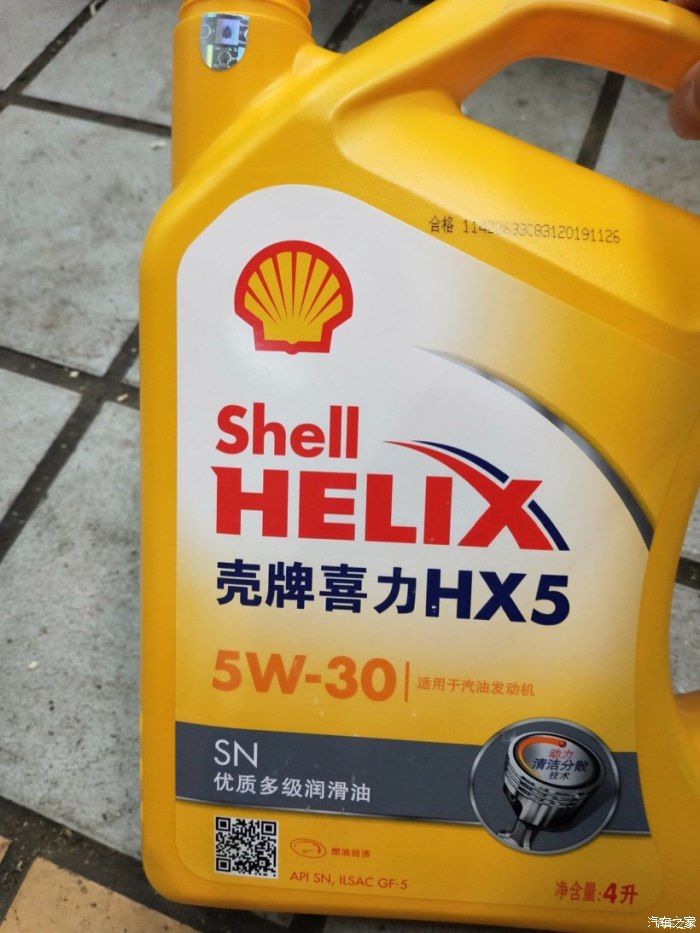 合格 11420633C83120191126
Shell
HELIX
壳牌喜力HX5
5W-30
适用于汽油发动机
SN
优质多级润滑油
动力
清洁分散
技术
燃油经济
API SN, ILSAC GF-5
净含量:4升
汽车之家